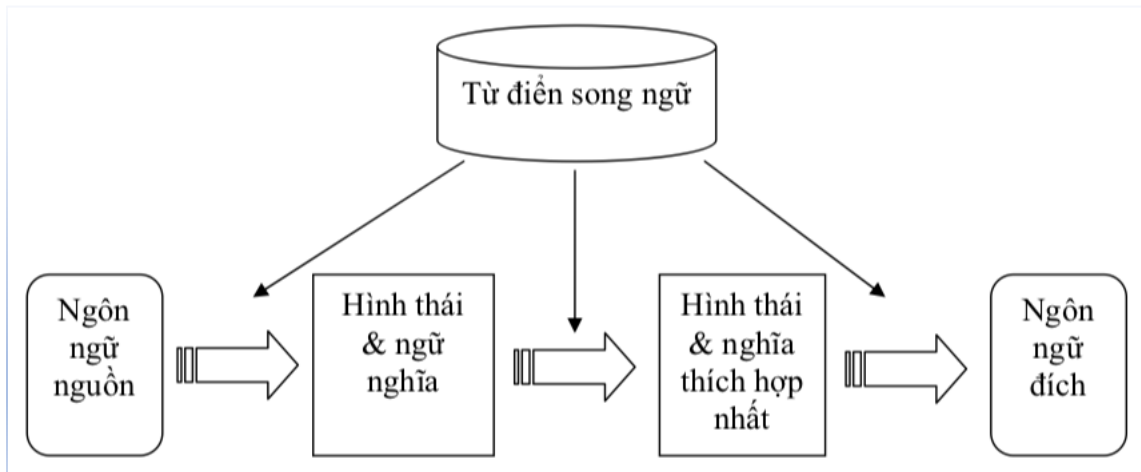 Từ điển song ngữ
Ngôn
ngữ
nguồn
Hình thái
& ngữ
nghĩa
Hình thái
& nghĩa
thích hợp
nhất
Ngôn
ngữ
đích